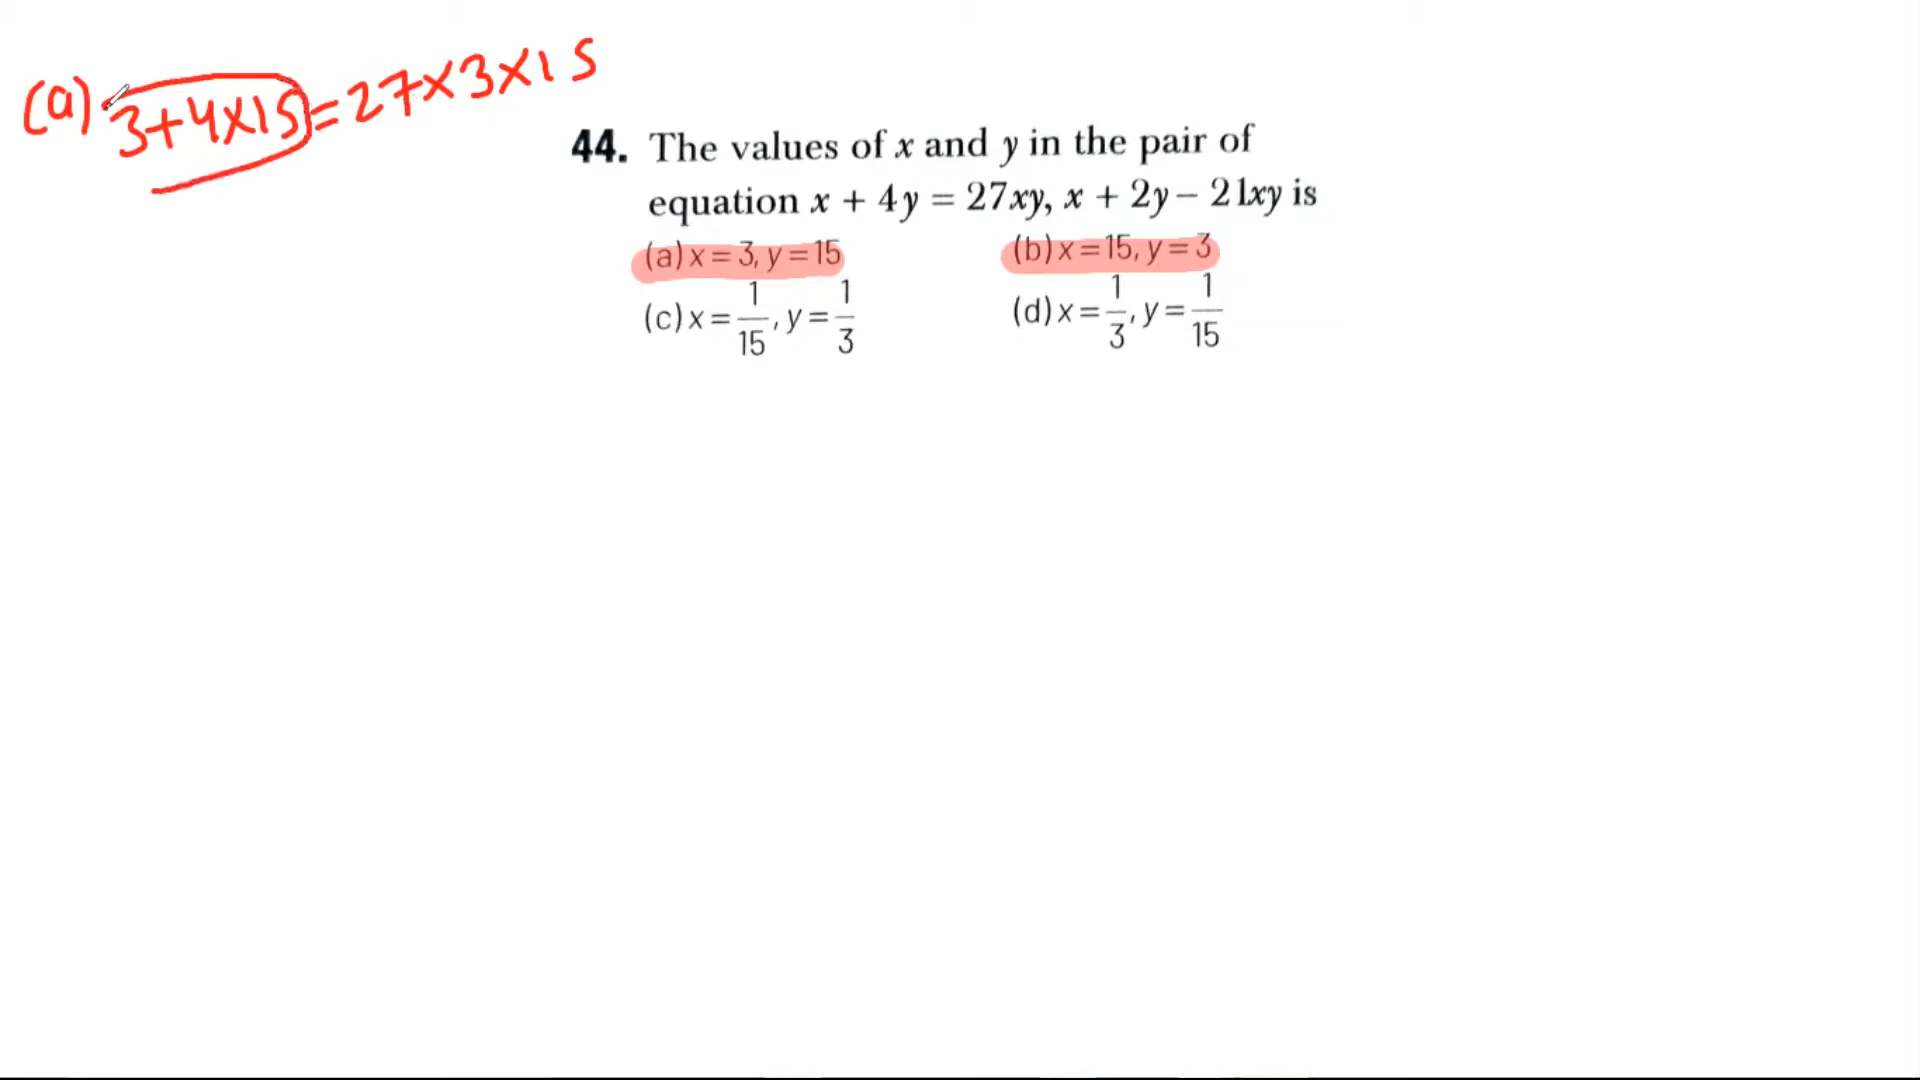 (a) 3+4×15=27×3×15
44. The values of x and y in the pair of
equation x + 4y = 27xy, x + 2y – 21xy is
(a) x = 3, y = 15 (b) x = 15, y = 3
(c) x = 1/15, y = 1/3 (d) x = 1/3, y = 1/15